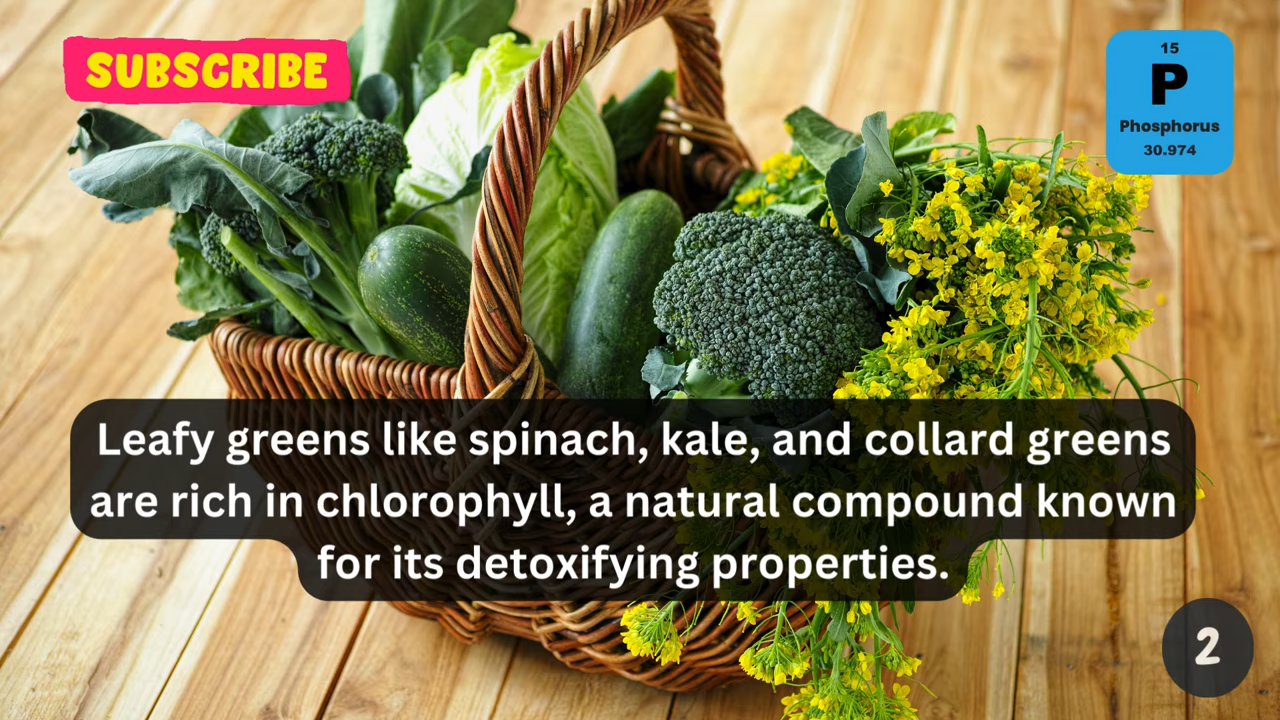 SUBSCRIBE
15
P
Phosphorus
30.974
Leafy greens like spinach, kale, and collard greens
are rich in chlorophyll, a natural compound known
for its detoxifying properties.
2